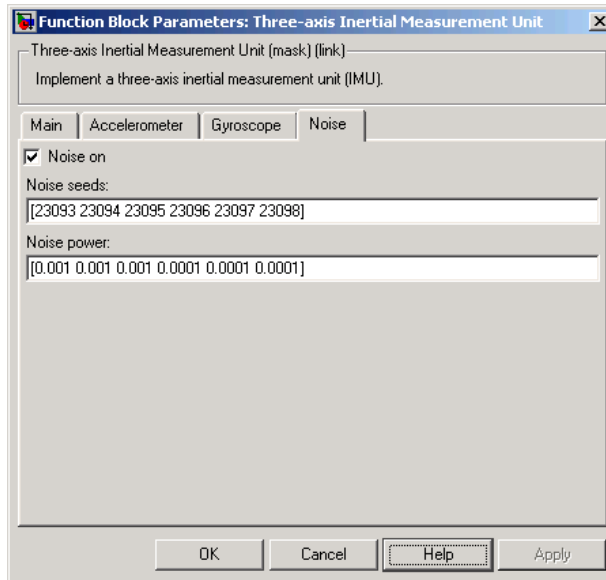 Function Block Parameters: Three-axis Inertial Measurement Unit
Three-axis Inertial Measurement Unit (mask) (link)
Implement a three-axis inertial measurement unit (IMU).
Main Accelerometer Gyroscope Noise
Noise on
Noise seeds:
[23093 23094 23095 23096 23097 23098]
Noise power:
[0.001 0.001 0.001 0.0001 0.0001 0.0001]
OK Cancel Help Apply